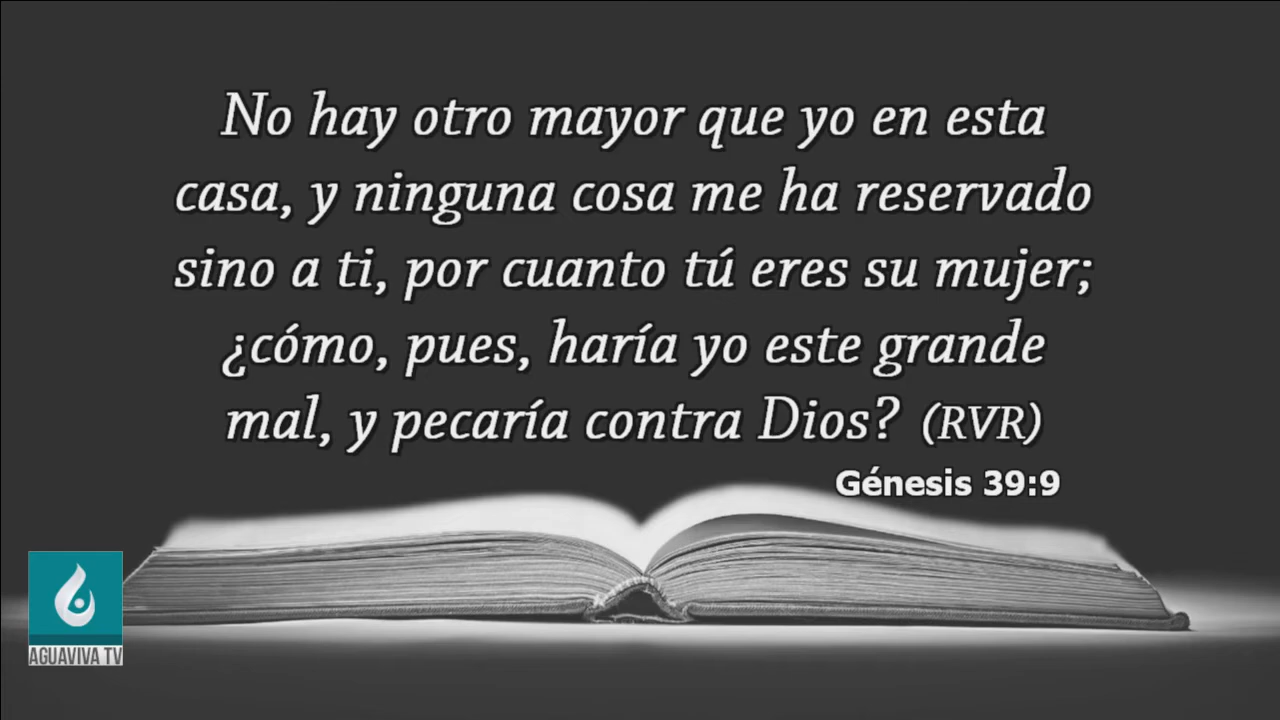 No hay otro mayor que yo en esta
casa, y ninguna cosa me ha reservado
sino a ti, por cuanto tú eres su mujer;
¿cómo, pues, haría yo este grande
mal, y pecaría contra Dios? (RVR)
Génesis 39:9
AGUAVIVA TV